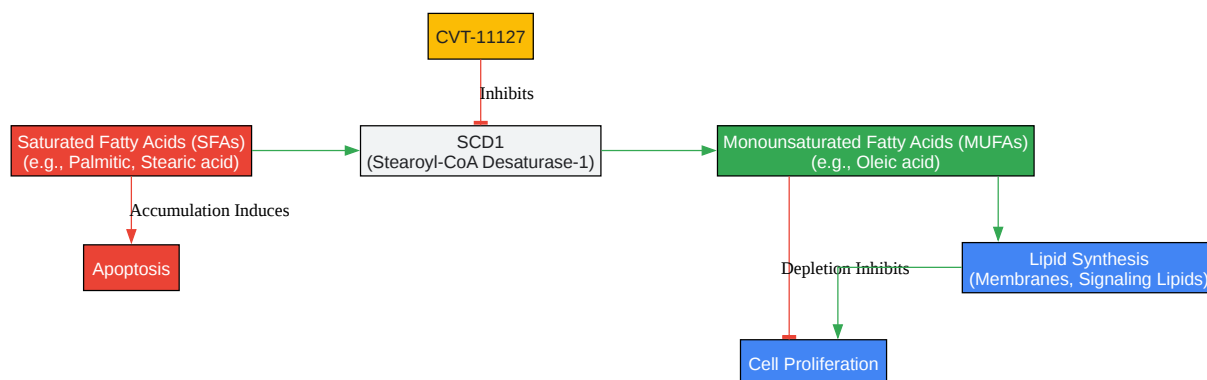 CVT-11127
Inhibits
Saturated Fatty Acids (SFAs)
(e.g., Palmitic, Stearic acid)
SCD1
(Stearoyl-CoA Desaturase-1)
Monounsaturated Fatty Acids (MUFAs)
(e.g., Oleic acid)
Accumulation Induces
Apoptosis
Depletion Inhibits
Lipid Synthesis
(Membranes, Signaling Lipids)
Cell Proliferation